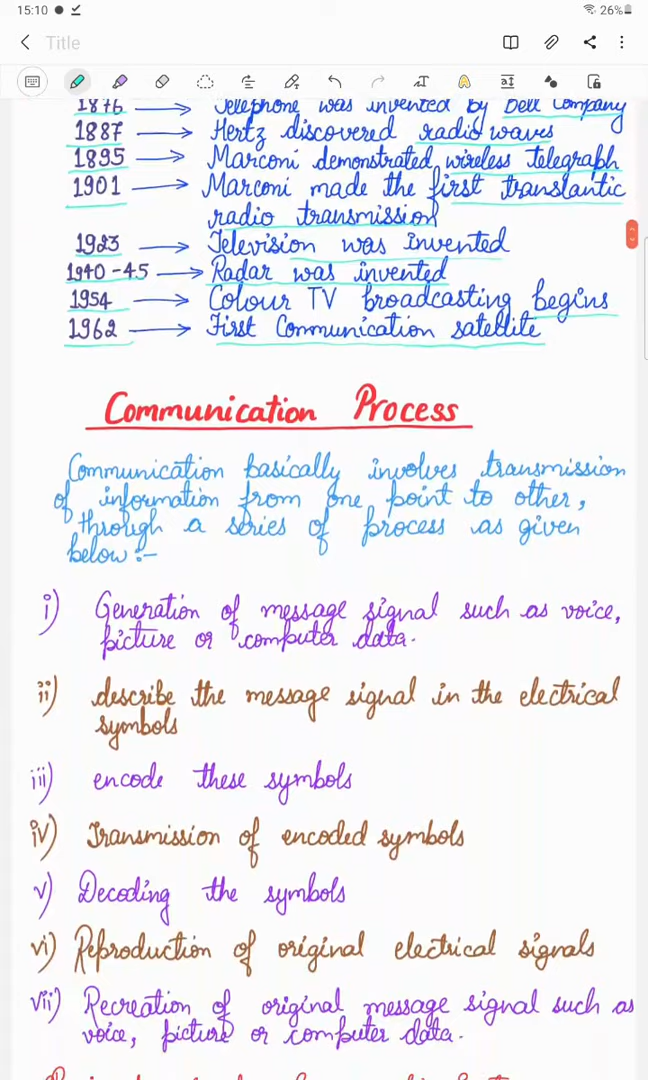 15:10
26%
Title
1876 → Telephone was invented by Bell Company
1887 → Hertz discovered radio waves
1895 → Marconi demonstrated wireless telegraph
1901 → Marconi made the first translantic
radio transmission
1923 → Television was invented
1940-45 → Radar was invented
1954 → Colour TV broadcasting begins
1962 → First Communication satellite
Communication Process
Communication basically involves transmission
of information from one point to other,
through a series of process as given
below:-
i) Generation of message signal such as voice,
picture or computer data.
ii) describe the message signal in the electrical
symbols
iii) encode these symbols
iv) Transmission of encoded symbols
v) Decoding the symbols
vi) Reproduction of original electrical signals
vii) Recreation of original message signal such as
voice, picture or computer data.